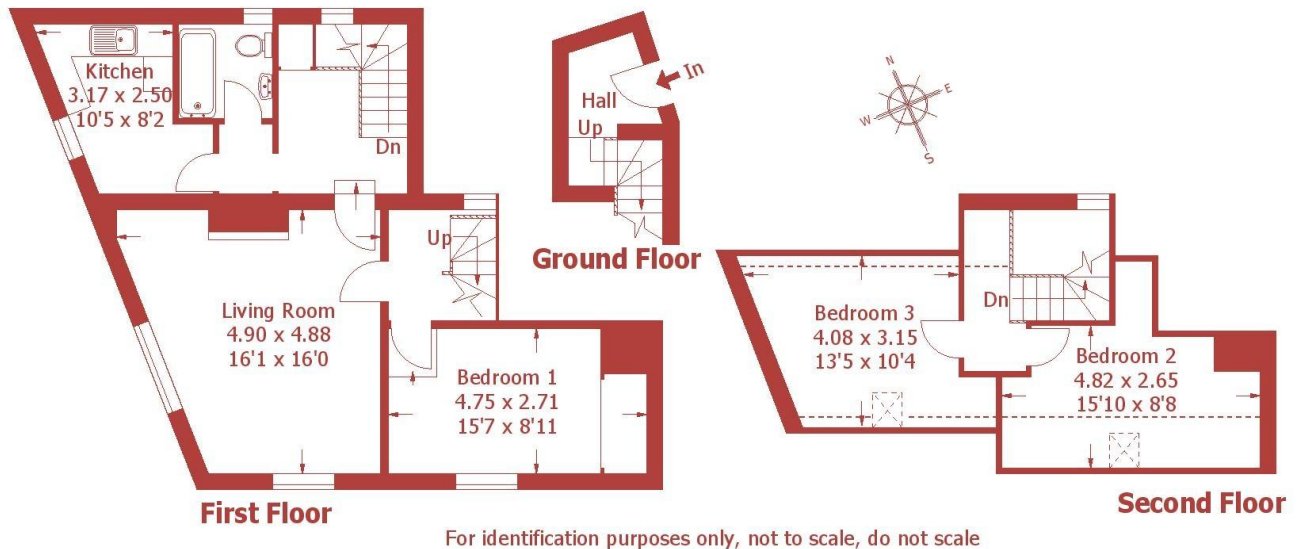 Kitchen
3.17 x 2.50
10'5 x 8'2
Dn
Living Room
4.90 x 4.88
16'1 x 16'0
Up
Bedroom 1
4.75 x 2.71
15'7 x 8'11
First Floor
In
Hall
Up
Ground Floor
N
E
W
S
Dn
Bedroom 3
4.08 x 3.15
13'5 x 10'4
Bedroom 2
4.82 x 2.65
15'10 x 8'8
Second Floor
For identification purposes only, not to scale, do not scale